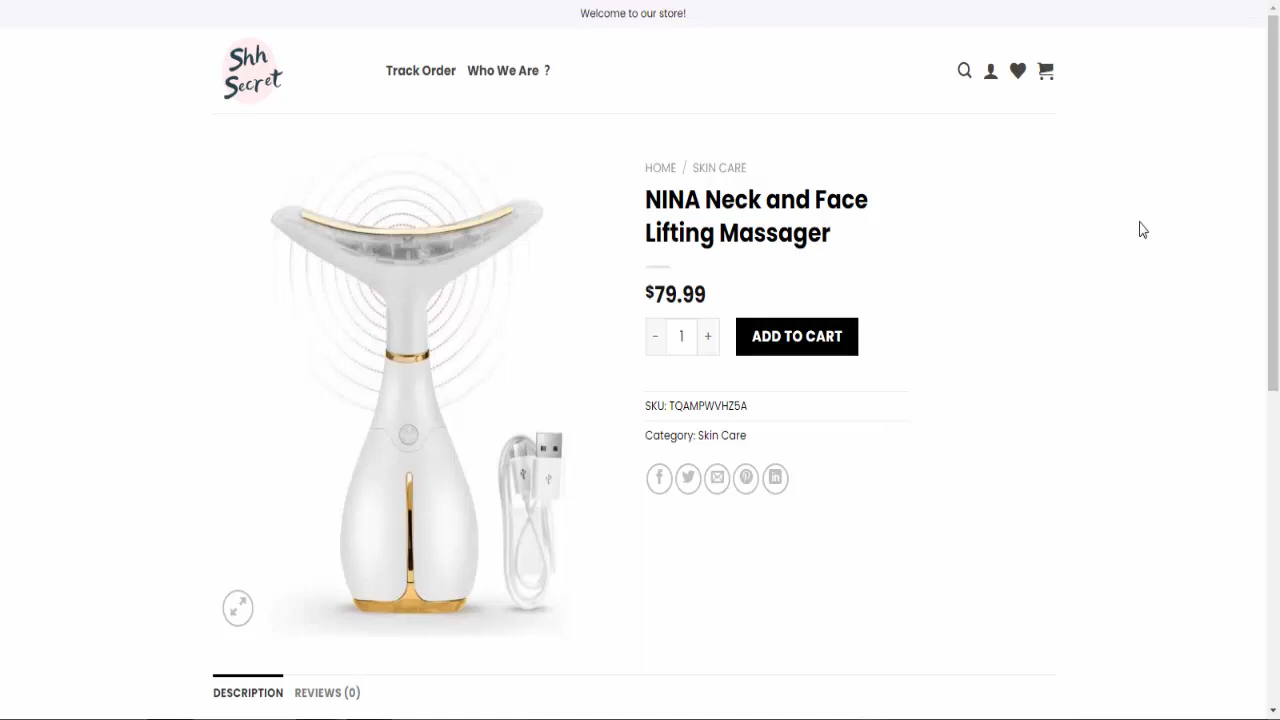 Welcome to our store!
Shh
Secret
Track Order Who We Are ?
HOME / SKIN CARE
NINA Neck and Face
Lifting Massager
$79.99
- 1 + ADD TO CART
SKU: TQAMPWVHZ5A
Category: Skin Care
DESCRIPTION REVIEWS (0)